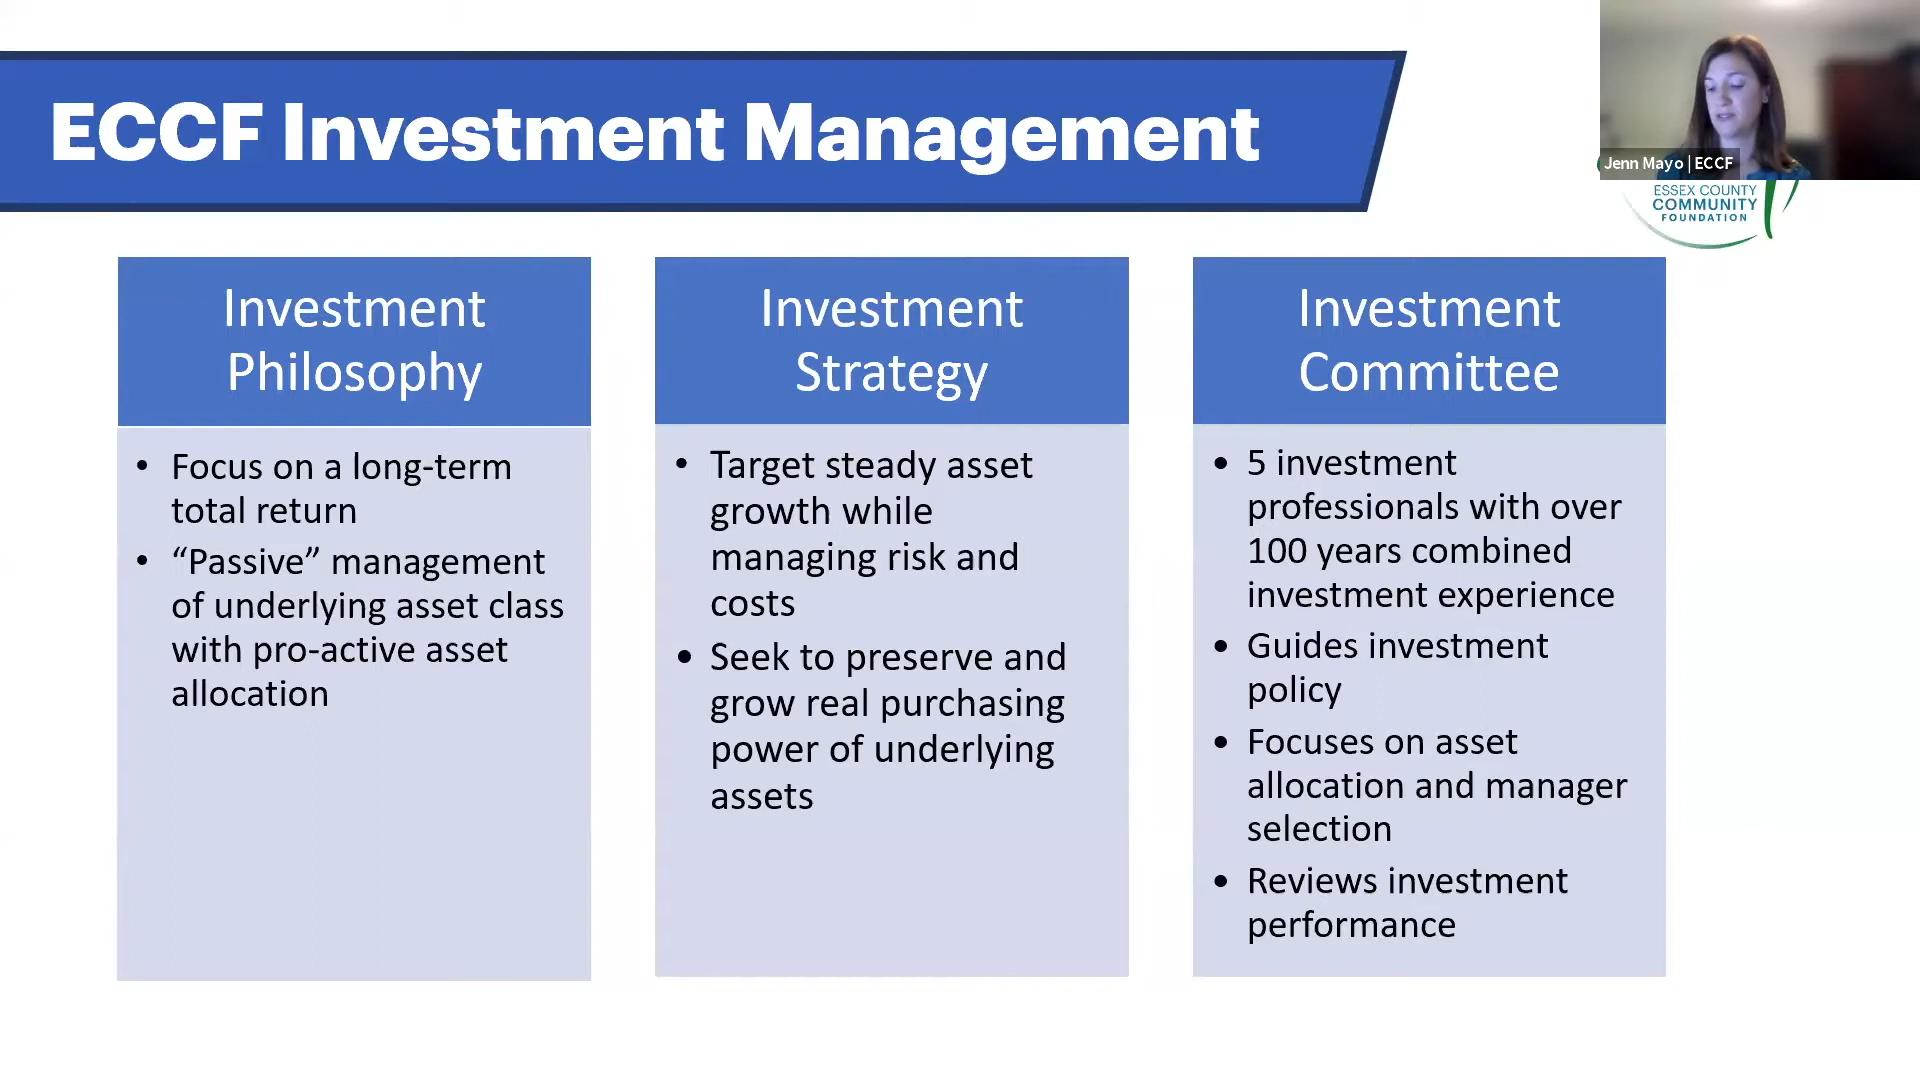 ECCF Investment Management
Jenn Mayo | ECCF
ESSEX COUNTY
COMMUNITY
FOUNDATION
Investment
Philosophy
• Focus on a long-term
total return
• “Passive” management
of underlying asset class
with pro-active asset
allocation
Investment
Strategy
• Target steady asset
growth while
managing risk and
costs
• Seek to preserve and
grow real purchasing
power of underlying
assets
Investment
Committee
• 5 investment
professionals with over
100 years combined
investment experience
• Guides investment
policy
• Focuses on asset
allocation and manager
selection
• Reviews investment
performance